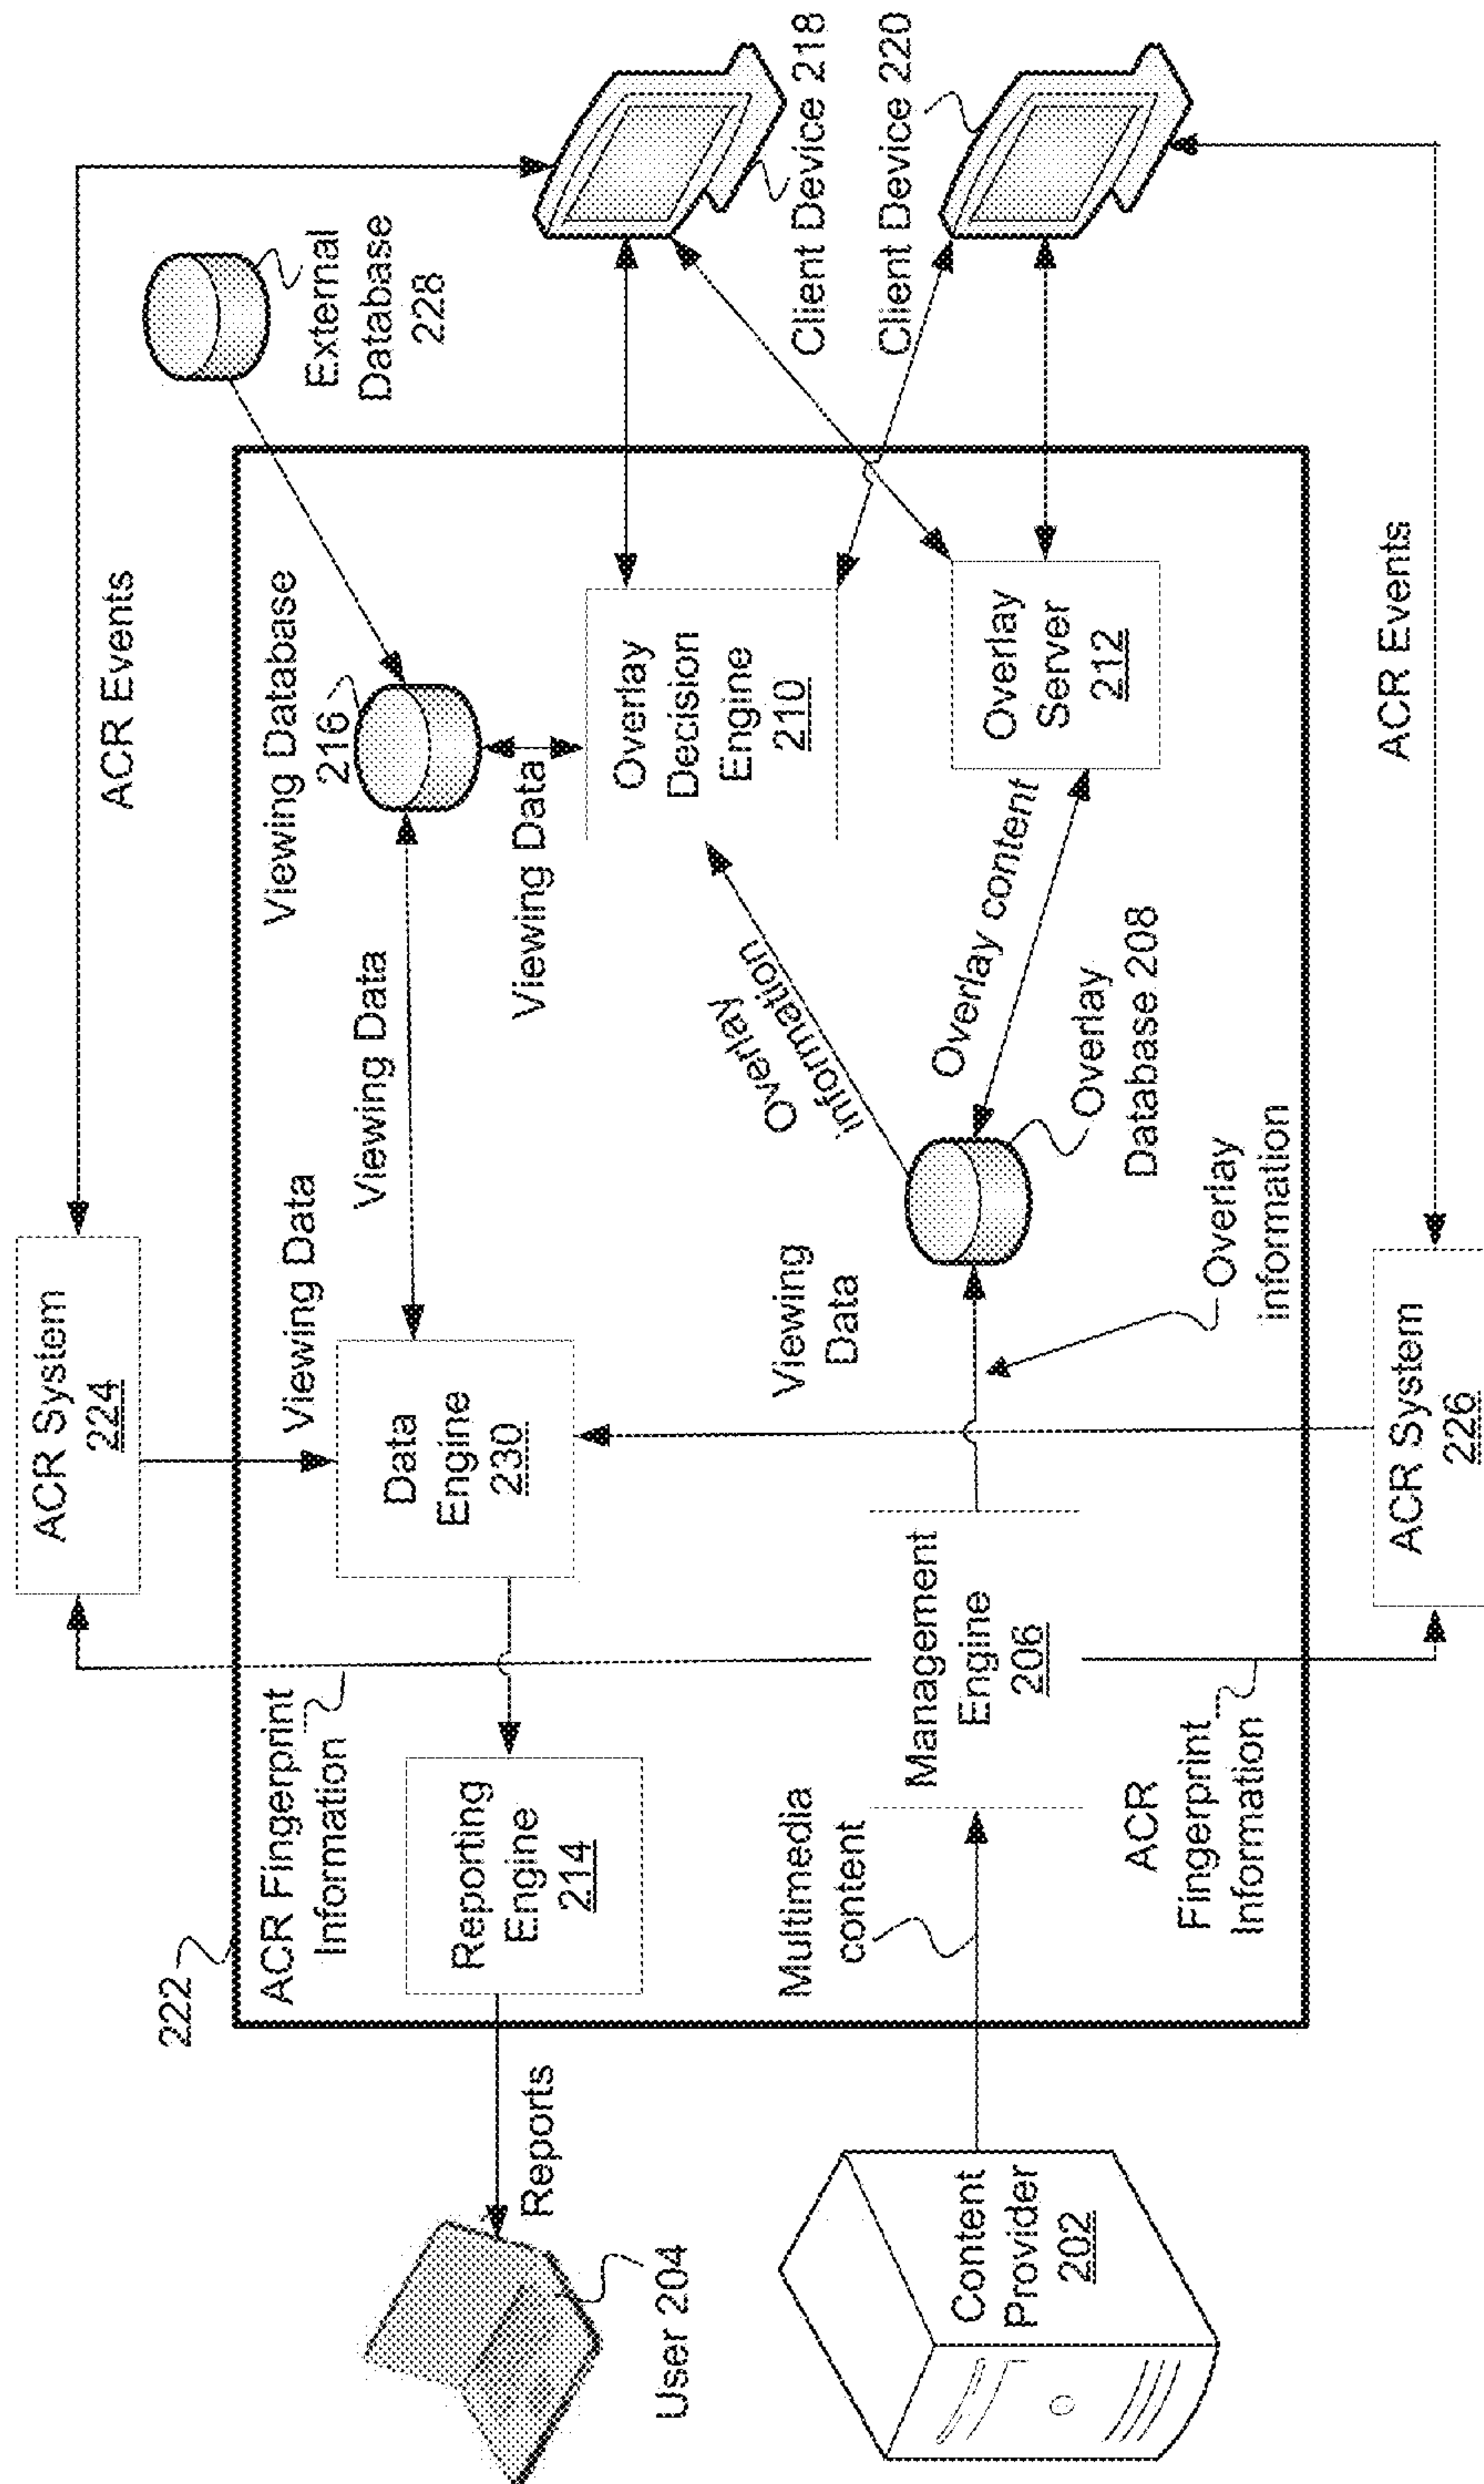 ACR System
224
ACR Events
222
ACR Fingerprint
Information
Viewing Data
Viewing Data
Viewing Database
216
External
Database
228
User 204
Reports
Reporting
Engine
214
Data
Engine
230
Viewing Data
Overlay
Decision
Engine
210
Client Device 218
Client Device 220
Viewing
Data
Overlay
information
Overlay content
Overlay
Server
212
Content
Provider
202
Multimedia
content
Management
Engine
206
Overlay
Database 208
Overlay
information
ACR
Fingerprint
Information
ACR System
226
ACR Events